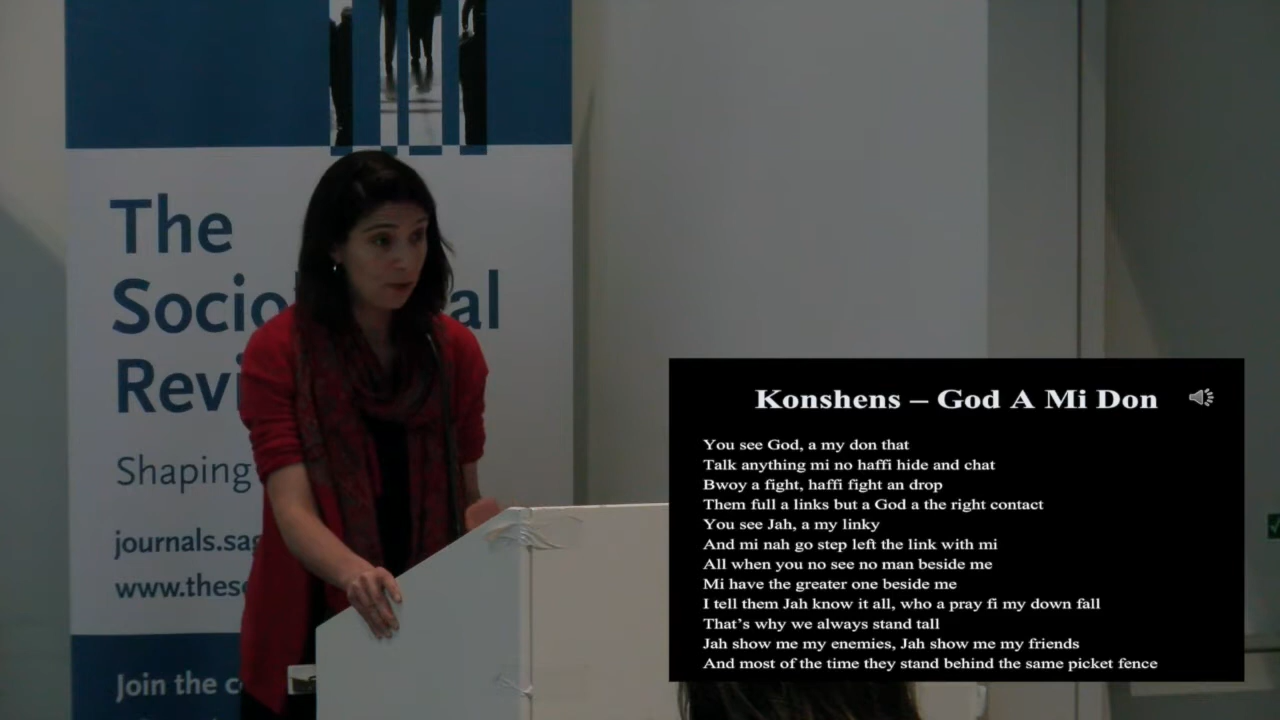 The
Socio al
Revi
Shaping
journals.sag
www.these
Join the c
Konshens – God A Mi Don
You see God, a my don that
Talk anything mi no haffi hide and chat
Bwoy a fight, haffi fight an drop
Them full a links but a God a the right contact
You see Jah, a my linky
And mi nah go step left the link with mi
All when you no see no man beside me
Mi have the greater one beside me
I tell them Jah know it all, who a pray fi my down fall
That’s why we always stand tall
Jah show me my enemies, Jah show me my friends
And most of the time they stand behind the same picket fence